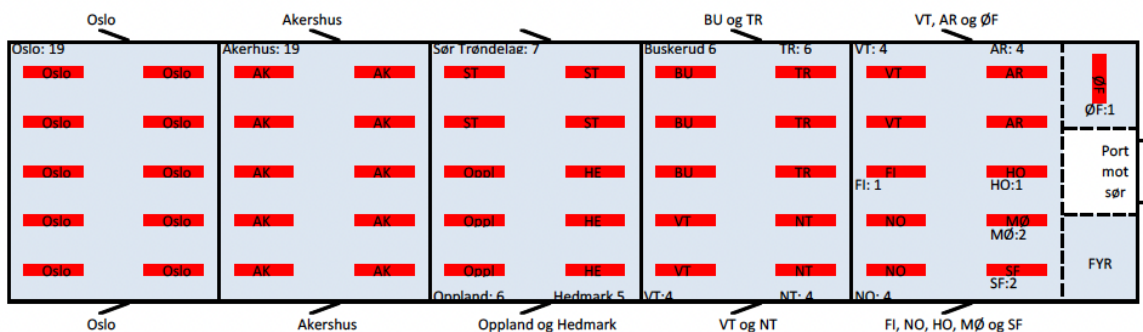 Oslo Akershus BU og TR VT, AR og ØF
Oslo: 19 Akerhus: 19 Sør Trøndelæ: 7 Buskerud 6 TR: 6 VT: 4 AR: 4
Oslo Oslo AK AK ST ST BU TR VT AR ØF
ØF:1
Oslo Oslo AK AK ST ST BU TR VT AR
Oslo Oslo AK AK Oppl HE BU TR FI HO
FI: 1 HO:1
Port
mot
sør
Oslo Oslo AK AK Oppl HE VT NT NO MØ
MØ:2
Oslo Oslo AK AK Oppl HE VT NT NO SF
FYR
SF:2
Oppland: 6 Hedmark 5 VT:4 NT: 4 NO: 4
Oslo Akershus Oppland og Hedmark VT og NT FI, NO, HO, MØ og SF